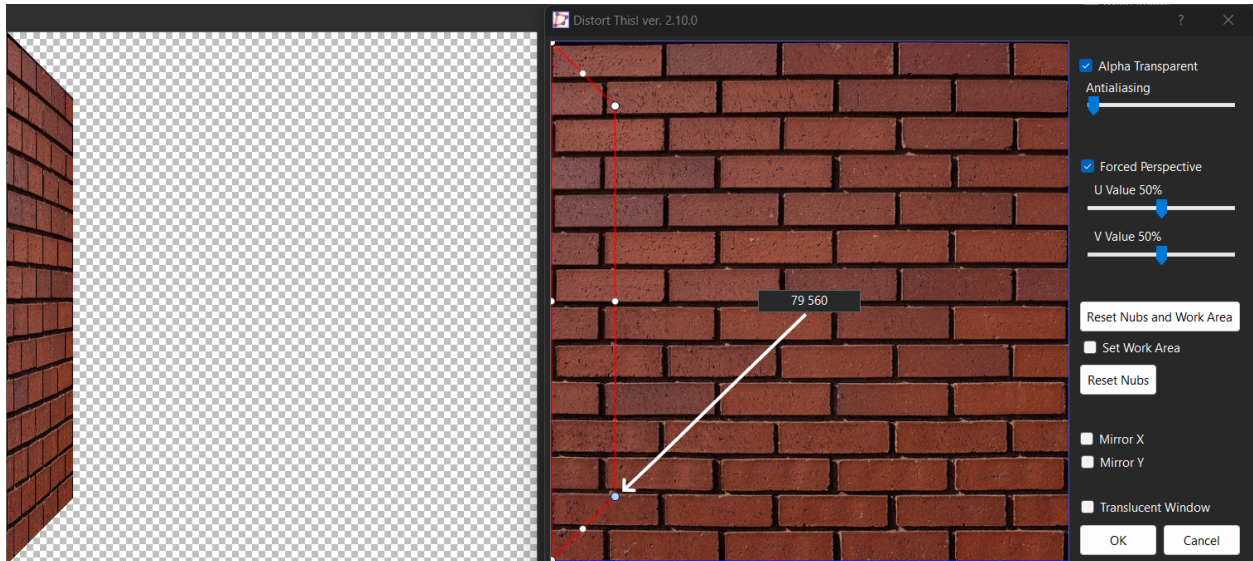 Distort This! ver. 2.10.0
Alpha Transparent
Antialiasing
Forced Perspective
U Value 50%
V Value 50%
79 560
Reset Nubs and Work Area
Set Work Area
Reset Nubs
Mirror X
Mirror Y
Translucent Window
OK
Cancel